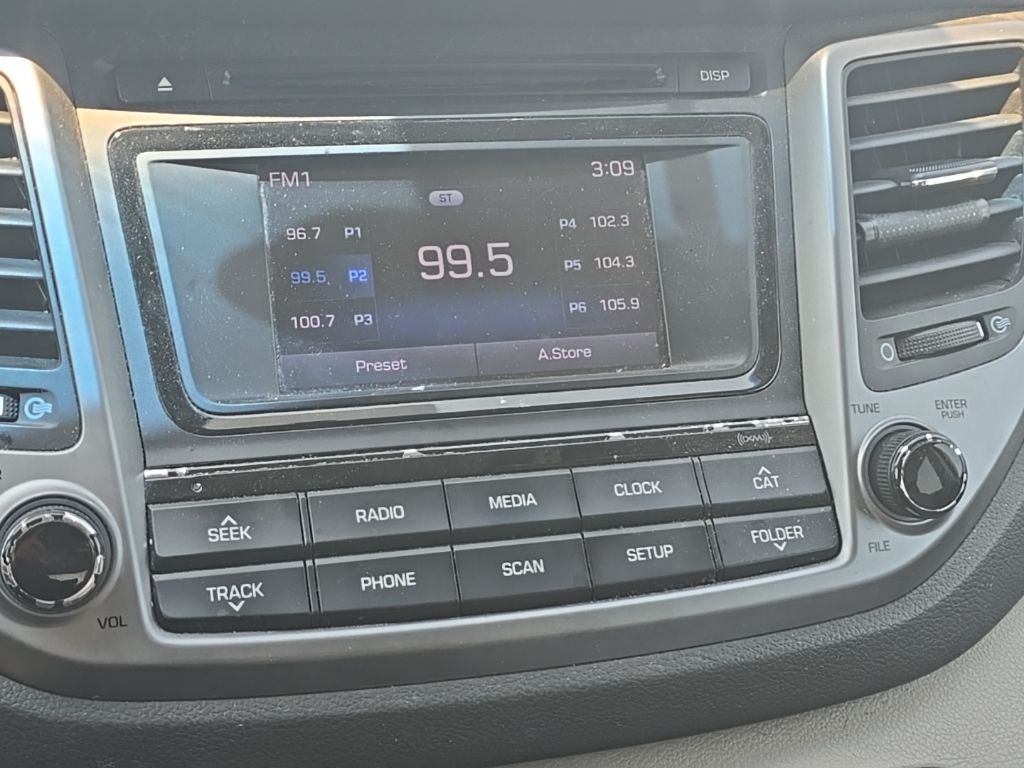 DISP
FM1 3:09
ST
96.7 P1
99.5 P2
100.7 P3
99.5
P4 102.3
P5 104.3
P6 105.9
Preset A.Store
((XM))
SEEK RADIO MEDIA CLOCK CAT
TRACK PHONE SCAN SETUP FOLDER
VOL
TUNE
ENTER
PUSH
FILE